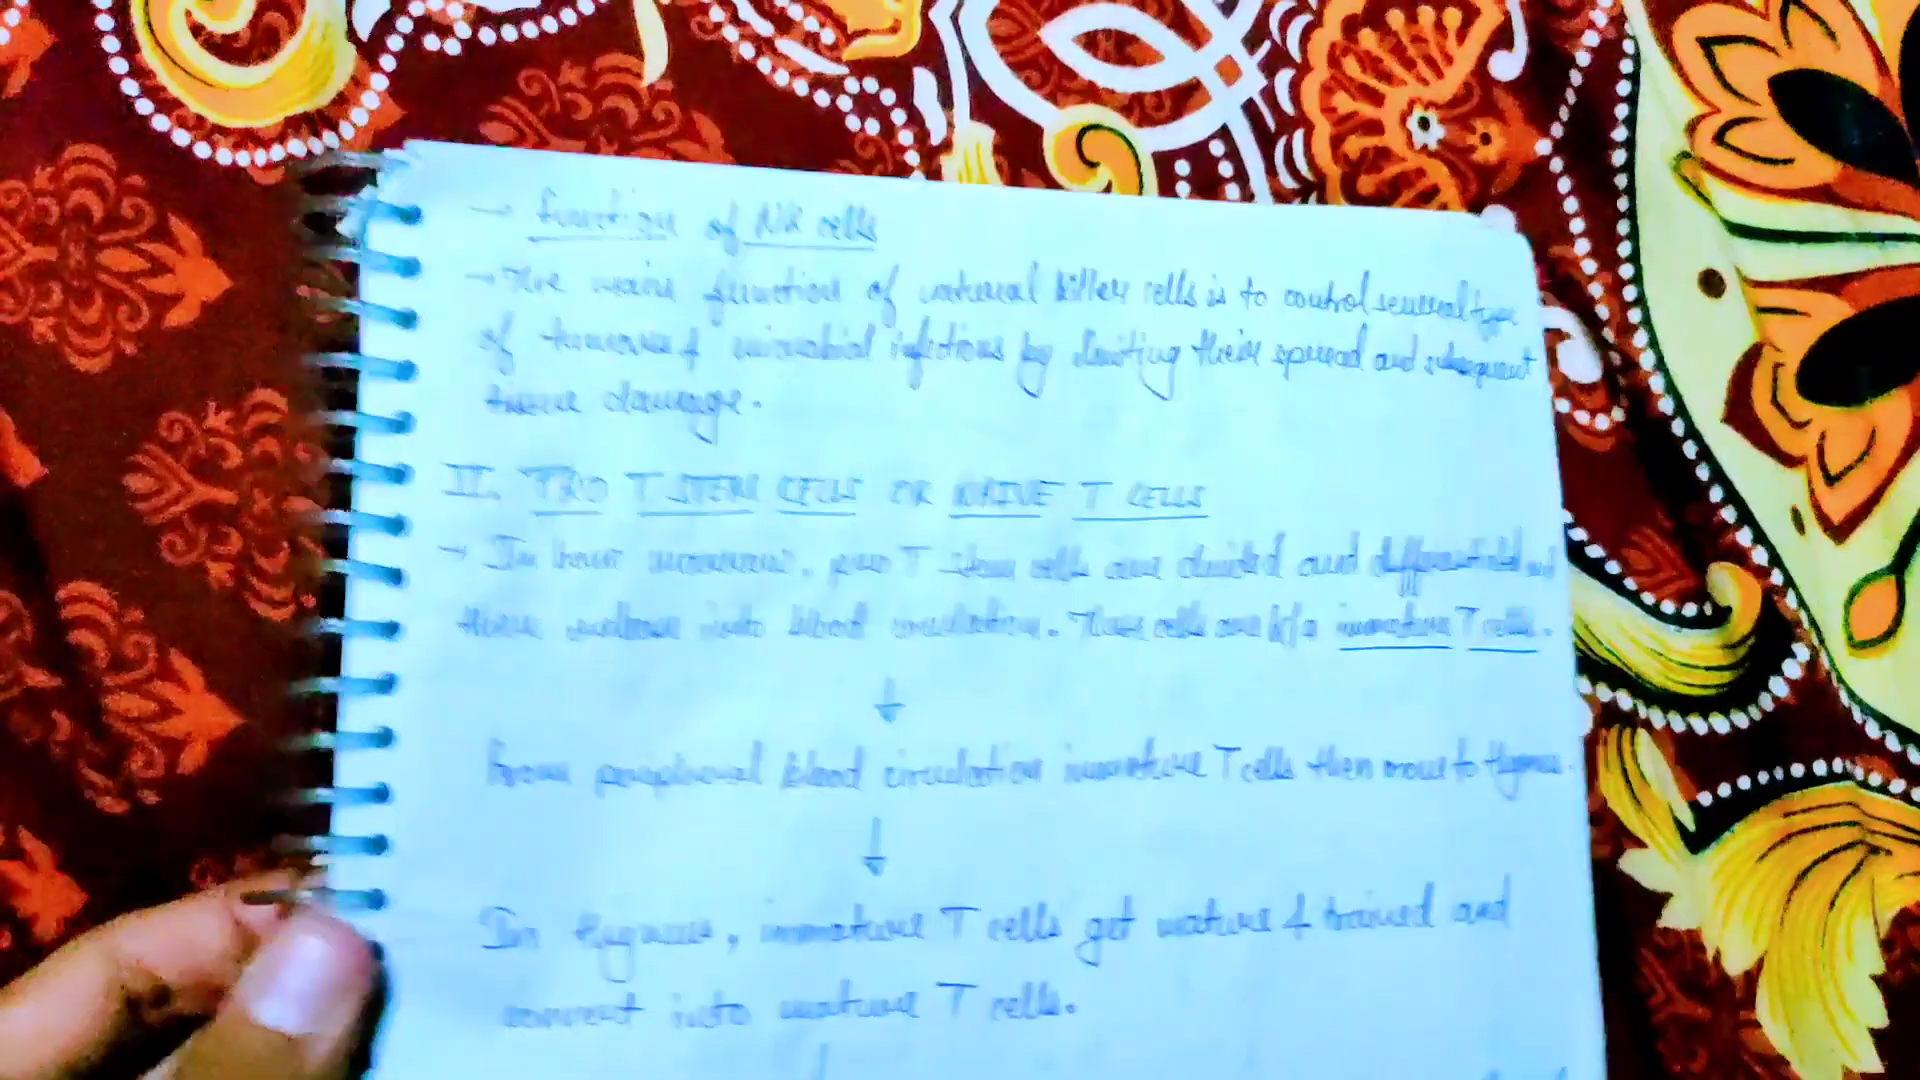 → Function of NK cells
→ The main function of natural killer cells is to control several type
of tumours & microbial infections by limiting their spread and subsequent
tissue damage.
II. PRO T STEM CELLS OR NAIVE T CELLS
→ In bone marrow, pro T stem cells are divided and differentiated and
then release into blood circulation. These cells are k/a immature T cells.
↓
From peripheral blood circulation immature T cells then move to thymus.
↓
In thymus, immature T cells get mature & trained and
convert into mature T cells.